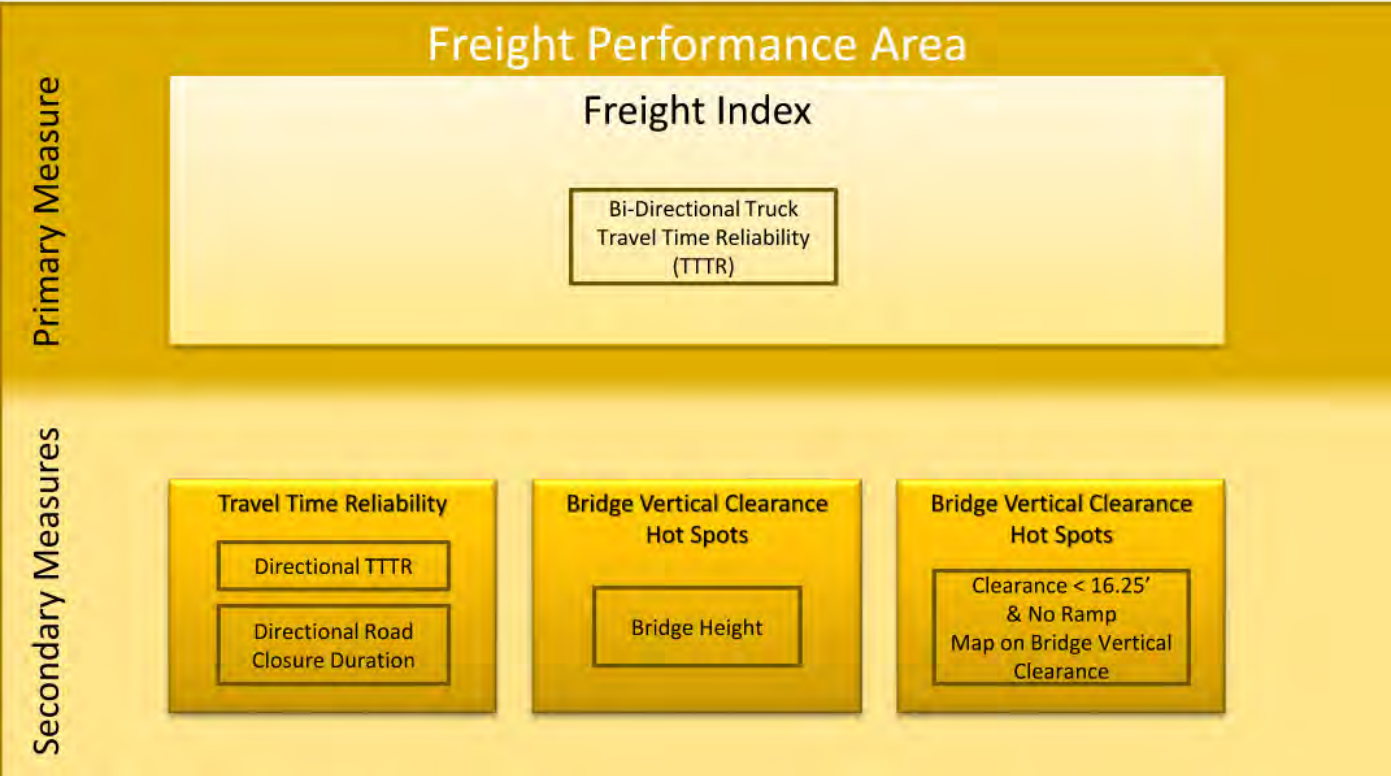 Freight Performance Area
Primary Measure
Freight Index
Bi-Directional Truck
Travel Time Reliability
(TTTR)
Secondary Measures
Travel Time Reliability
Directional TTTR
Directional Road
Closure Duration
Bridge Vertical Clearance
Hot Spots
Bridge Height
Bridge Vertical Clearance
Hot Spots
Clearance < 16.25’
& No Ramp
Map on Bridge Vertical
Clearance